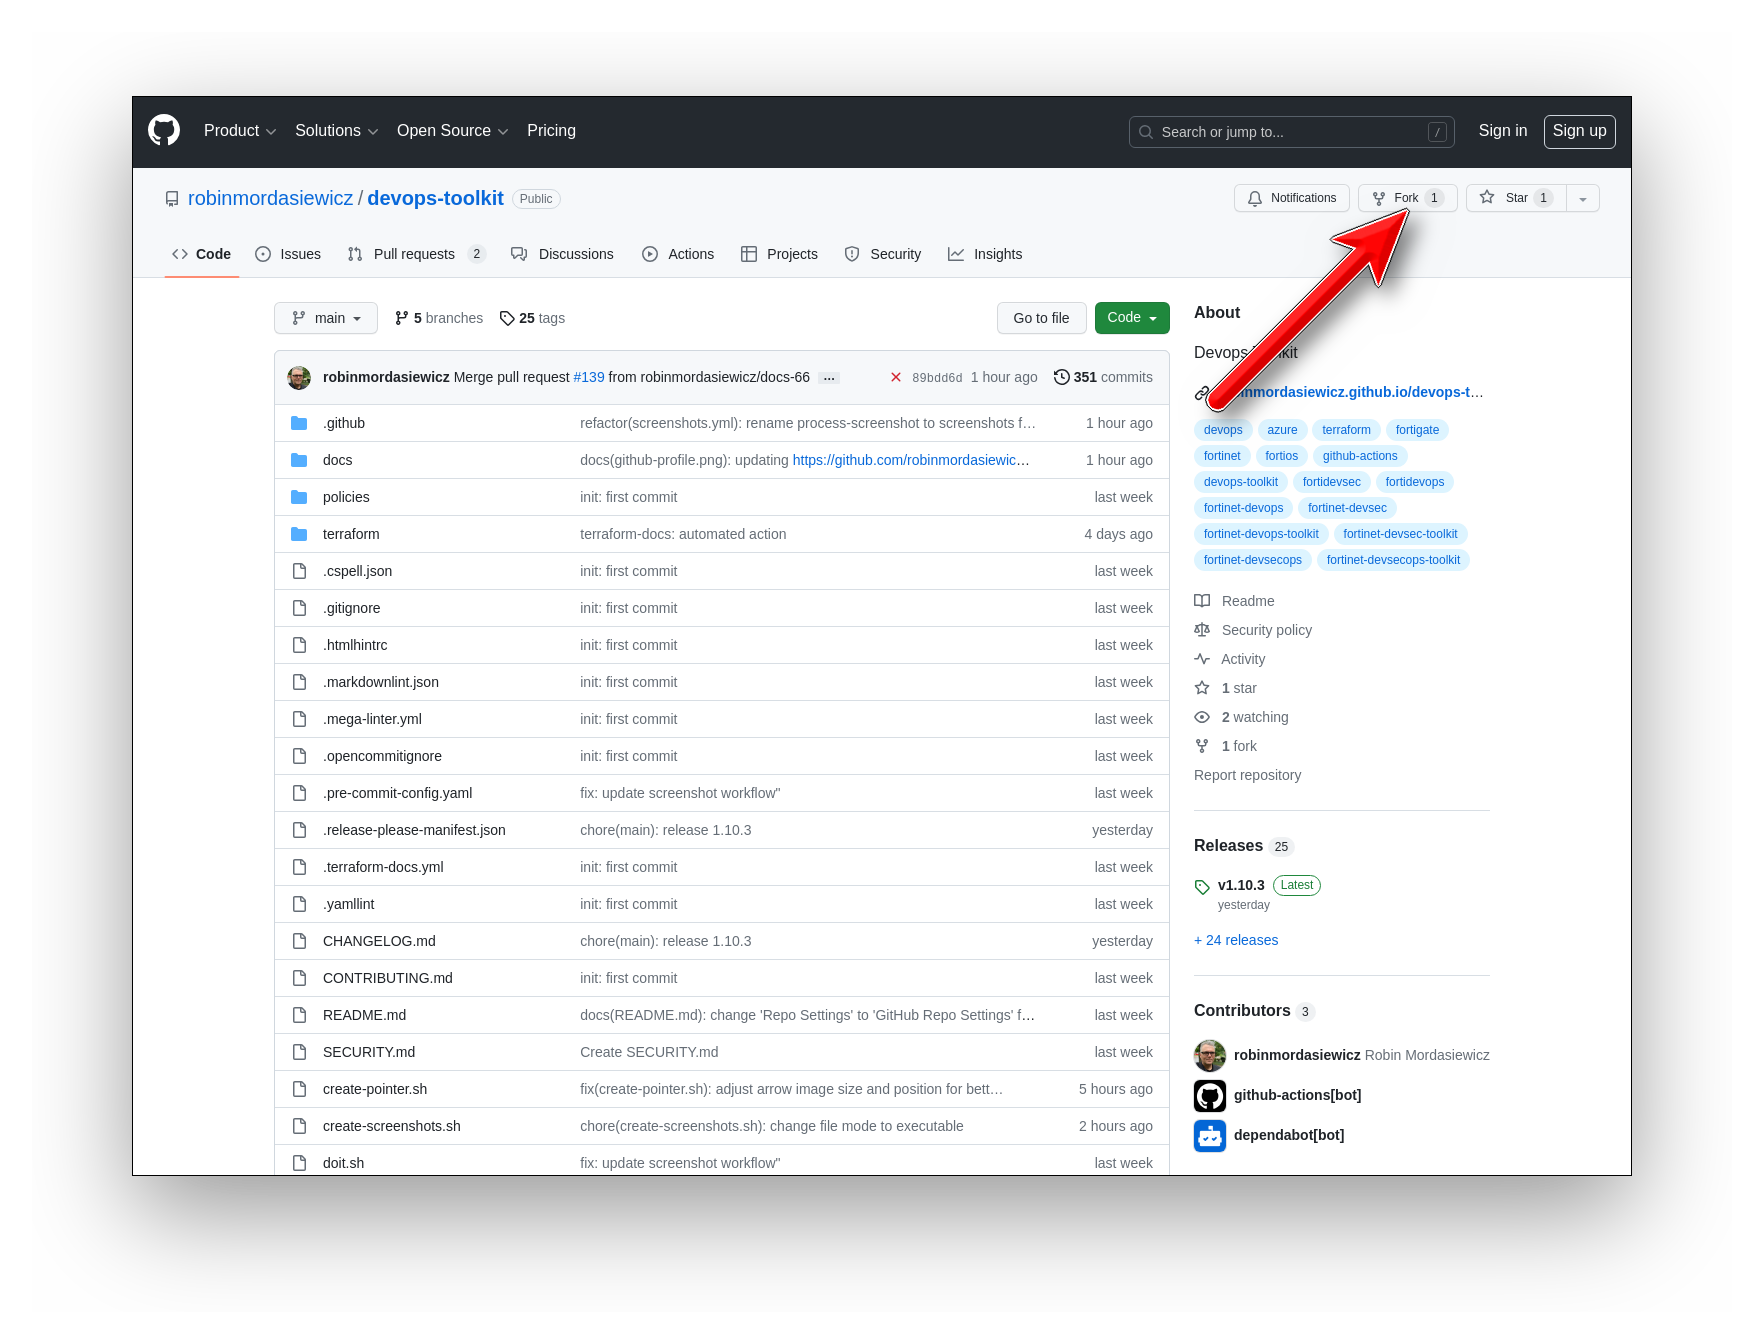 Product Solutions Open Source Pricing Search or jump to... / Sign in Sign up
robinmordasiewicz / devops-toolkit Public Notifications Fork 1 Star 1
Code Issues Pull requests 2 Discussions Actions Projects Security Insights
main 5 branches 25 tags Go to file Code
robinmordasiewicz Merge pull request #139 from robinmordasiewicz/docs-66 ... 89bdd6d 1 hour ago 351 commits
.github refactor(screenshots.yml): rename process-screenshot to screenshots f… 1 hour ago
docs docs(github-profile.png): updating https://github.com/robinmordasiewic… 1 hour ago
policies init: first commit last week
terraform terraform-docs: automated action 4 days ago
.cspell.json init: first commit last week
.gitignore init: first commit last week
.htmlhintrc init: first commit last week
.markdownlint.json init: first commit last week
.mega-linter.yml init: first commit last week
.opencommitignore init: first commit last week
.pre-commit-config.yaml fix: update screenshot workflow" last week
.release-please-manifest.json chore(main): release 1.10.3 yesterday
.terraform-docs.yml init: first commit last week
.yamllint init: first commit last week
CHANGELOG.md chore(main): release 1.10.3 yesterday
CONTRIBUTING.md init: first commit last week
README.md docs(README.md): change 'Repo Settings' to 'GitHub Repo Settings' f… last week
SECURITY.md Create SECURITY.md last week
create-pointer.sh fix(create-pointer.sh): adjust arrow image size and position for bett… 5 hours ago
create-screenshots.sh chore(create-screenshots.sh): change file mode to executable 2 hours ago
doit.sh fix: update screenshot workflow" last week
About
Devops
inmordasiewicz.github.io/devops-t…
devops azure terraform fortigate
fortinet fortios github-actions
devops-toolkit fortidevsec fortidevops
fortinet-devops fortinet-devsec
fortinet-devops-toolkit fortinet-devsec-toolkit
fortinet-devsecops fortinet-devsecops-toolkit
Readme
Security policy
Activity
1 star
2 watching
1 fork
Report repository
Releases 25
v1.10.3 Latest
yesterday
+ 24 releases
Contributors 3
robinmordasiewicz Robin Mordasiewicz
github-actions[bot]
dependabot[bot]